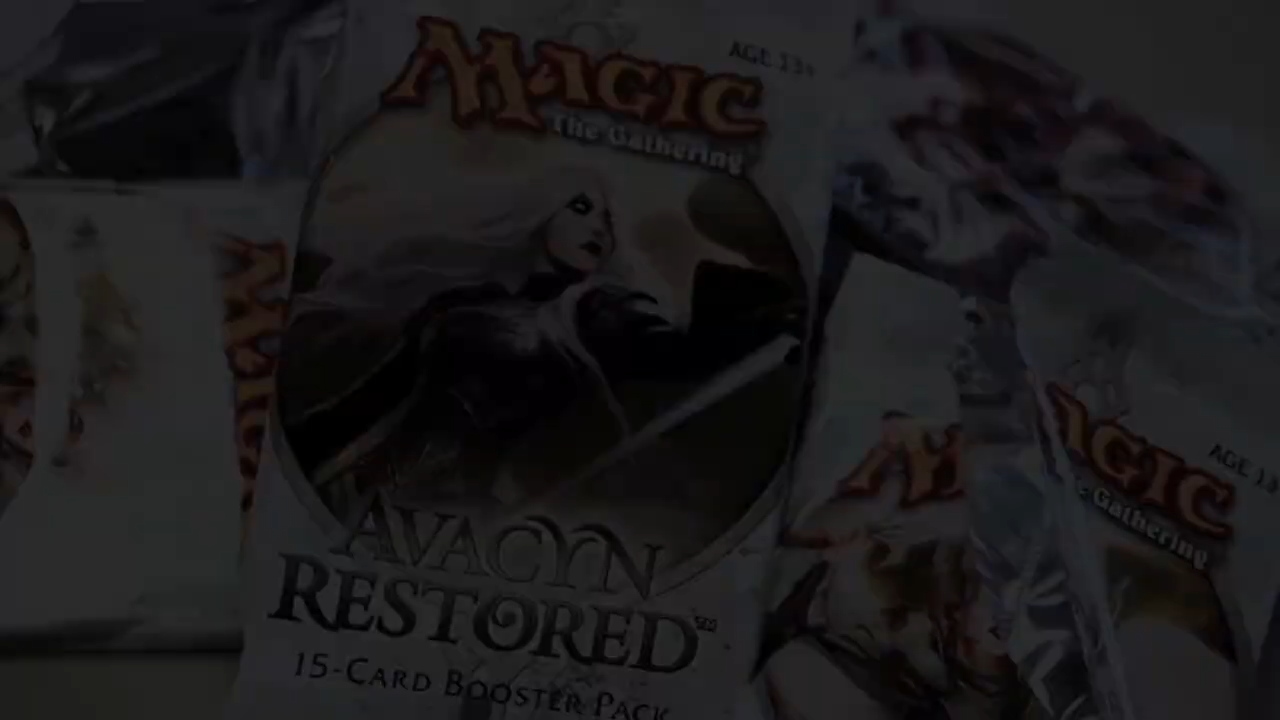 MAGIC
The Gathering
AGE 13+
AVACYN
RESTORED
15-CARD BOOSTER PACK
MAGIC
The Gathering
AGE 13